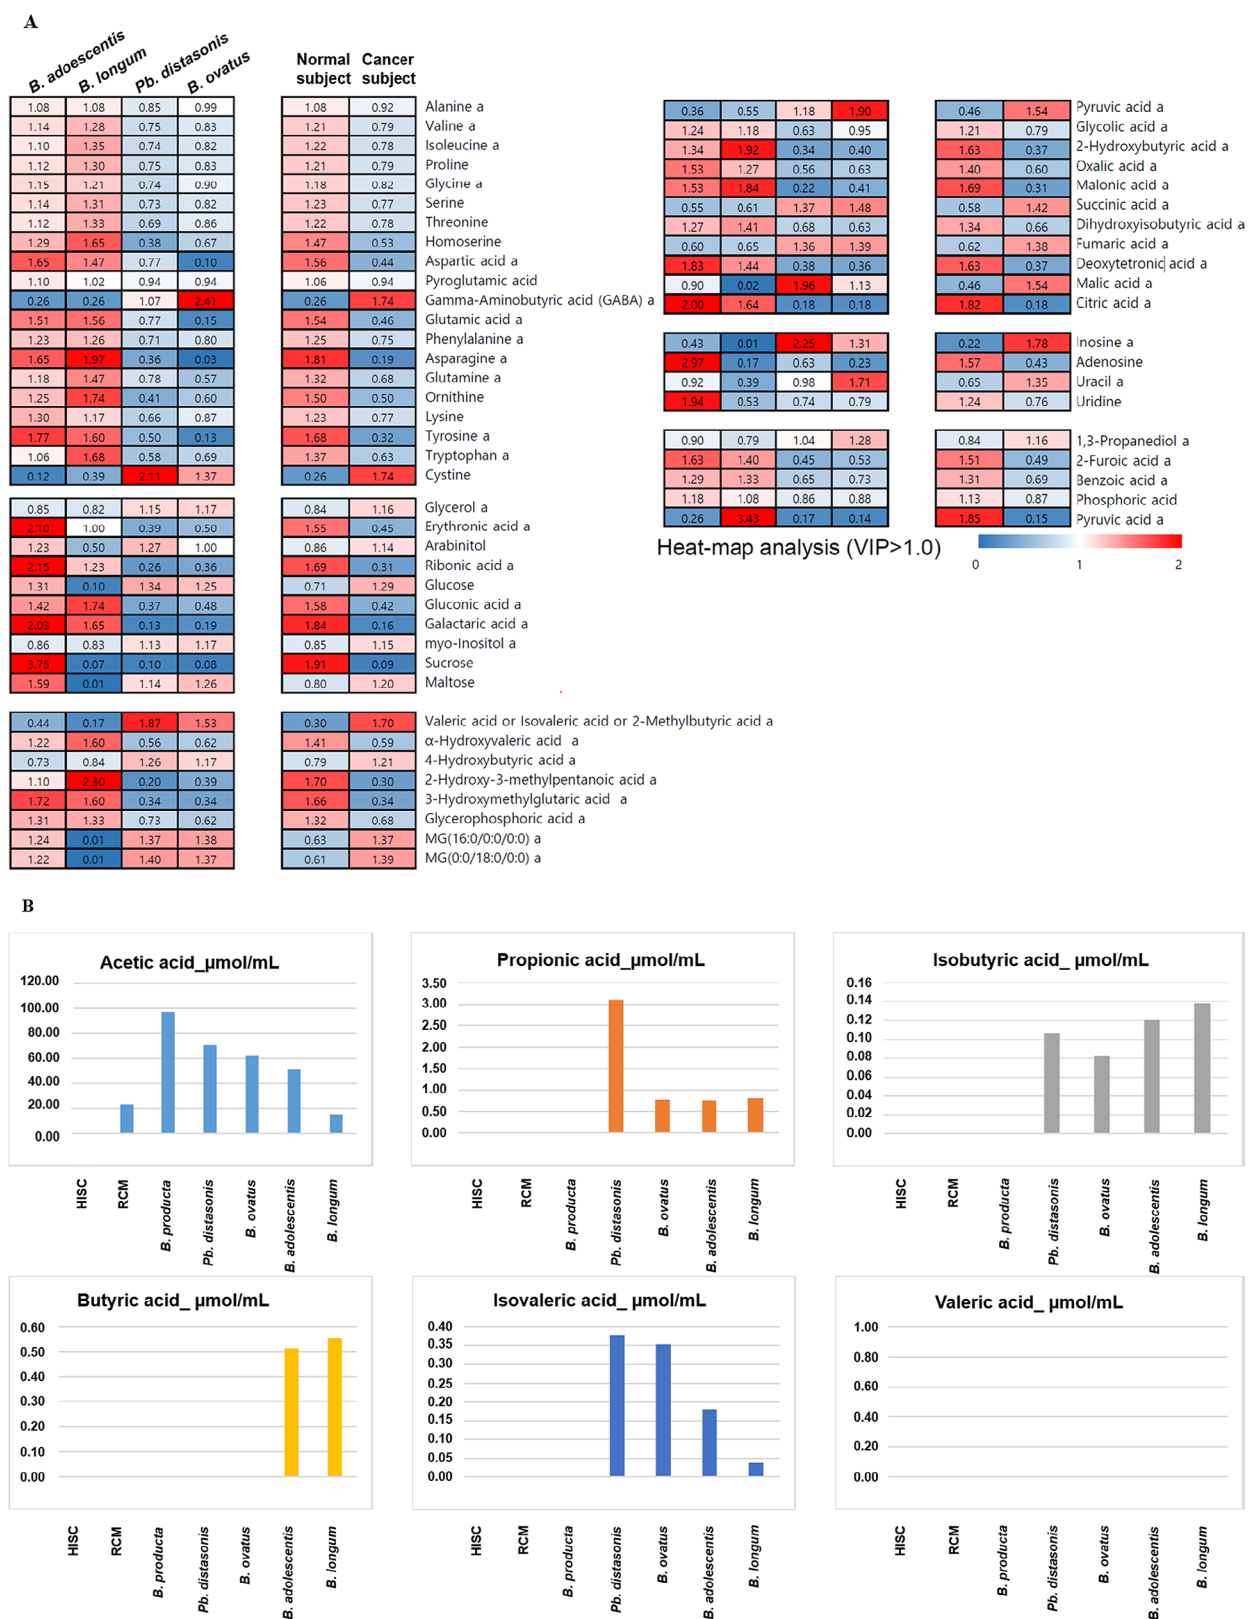 A
B. adoescentis B. longum Pb. distasonis B. ovatus
Normal subject Cancer subject
1.08 1.08 0.85 0.99 1.08 0.92 Alanine a
1.14 1.28 0.75 0.83 1.21 0.79 Valine a
1.10 1.35 0.74 0.82 1.22 0.78 Isoleucine a
1.12 1.30 0.75 0.83 1.21 0.79 Proline
1.15 1.21 0.74 0.90 1.18 0.82 Glycine a
1.14 1.31 0.73 0.82 1.23 0.77 Serine
1.12 1.33 0.69 0.86 1.22 0.78 Threonine
1.29 1.65 0.38 0.67 1.47 0.53 Homoserine
1.65 1.47 0.77 0.10 1.56 0.44 Aspartic acid a
1.10 1.02 0.94 0.94 1.06 0.94 Pyroglutamic acid
0.26 0.26 1.07 2.41 0.26 1.74 Gamma-Aminobutyric acid (GABA) a
1.51 1.56 0.77 0.15 1.54 0.46 Glutamic acid a
1.23 1.26 0.71 0.80 1.25 0.75 Phenylalanine a
1.65 1.97 0.36 0.03 1.81 0.19 Asparagine a
1.18 1.47 0.78 0.57 1.32 0.68 Glutamine a
1.25 1.74 0.41 0.60 1.50 0.50 Ornithine
1.30 1.17 0.66 0.87 1.23 0.77 Lysine
1.77 1.60 0.50 0.13 1.68 0.32 Tyrosine a
1.06 1.68 0.58 0.69 1.37 0.63 Tryptophan a
0.12 0.39 2.11 1.37 0.26 1.74 Cystine
0.85 0.82 1.15 1.17 0.84 1.16 Glycerol a
2.10 1.00 0.39 0.50 1.55 0.45 Erythronic acid a
1.23 0.50 1.27 1.00 0.86 1.14 Arabinitol
2.15 1.23 0.26 0.36 1.69 0.31 Ribonic acid a
1.31 0.10 1.34 1.25 0.71 1.29 Glucose
1.42 1.74 0.37 0.48 1.58 0.42 Gluconic acid a
2.03 1.65 0.13 0.19 1.84 0.16 Galactaric acid a
0.86 0.83 1.13 1.17 0.85 1.15 myo-Inositol a
3.75 0.07 0.10 0.08 1.91 0.09 Sucrose
1.59 0.01 1.14 1.26 0.80 1.20 Maltose
0.44 0.17 1.87 1.53 0.30 1.70 Valeric acid or Isovaleric acid or 2-Methylbutyric acid a
1.22 1.60 0.56 0.62 1.41 0.59 α-Hydroxyvaleric acid a
0.73 0.84 1.26 1.17 0.79 1.21 4-Hydroxybutyric acid a
1.10 2.30 0.20 0.39 1.70 0.30 2-Hydroxy-3-methylpentanoic acid a
1.72 1.60 0.34 0.34 1.66 0.34 3-Hydroxymethylglutaric acid a
1.31 1.33 0.73 0.62 1.32 0.68 Glycerophosphoric acid a
1.24 0.01 1.37 1.38 0.63 1.37 MG(16:0/0:0/0:0) a
1.22 0.01 1.40 1.37 0.61 1.39 MG(0:0/18:0/0:0) a
0.36 0.55 1.18 1.90 0.46 1.54 Pyruvic acid a
1.24 1.18 0.63 0.95 1.21 0.79 Glycolic acid a
1.34 1.92 0.34 0.40 1.63 0.37 2-Hydroxybutyric acid a
1.53 1.27 0.56 0.63 1.40 0.60 Oxalic acid a
1.53 1.84 0.22 0.41 1.69 0.31 Malonic acid a
0.55 0.61 1.37 1.48 0.58 1.42 Succinic acid a
1.27 1.41 0.68 0.63 1.34 0.66 Dihydroxyisobutyric acid a
0.60 0.65 1.36 1.39 0.62 1.38 Fumaric acid a
1.83 1.44 0.38 0.36 1.63 0.37 Deoxytetronic acid a
0.90 0.02 1.96 1.13 0.46 1.54 Malic acid a
2.00 1.64 0.18 0.18 1.82 0.18 Citric acid a
0.43 0.01 2.25 1.31 0.22 1.78 Inosine a
2.97 0.17 0.63 0.23 1.57 0.43 Adenosine
0.92 0.39 0.98 1.71 0.65 1.35 Uracil a
1.94 0.53 0.74 0.79 1.24 0.76 Uridine
0.90 0.79 1.04 1.28 0.84 1.16 1,3-Propanediol a
1.63 1.40 0.45 0.53 1.51 0.49 2-Furoic acid a
1.29 1.33 0.65 0.73 1.31 0.69 Benzoic acid a
1.18 1.08 0.86 0.88 1.13 0.87 Phosphoric acid
0.26 3.43 0.17 0.14 1.85 0.15 Pyruvic acid a
Heat-map analysis (VIP>1.0)
0 1 2
B
Acetic acid_µmol/mL
120.00
100.00
80.00
60.00
40.00
20.00
0.00
HISC RCM B. producta Pb. distasonis B. ovatus B. adolescentis B. longum
Propionic acid_µmol/mL
3.50
3.00
2.50
2.00
1.50
1.00
0.50
0.00
HISC RCM B. producta Pb. distasonis B. ovatus B. adolescentis B. longum
Isobutyric acid_ µmol/mL
0.16
0.14
0.12
0.10
0.08
0.06
0.04
0.02
0.00
HISC RCM B. producta Pb. distasonis B. ovatus B. adolescentis B. longum
Butyric acid_ µmol/mL
0.60
0.50
0.40
0.30
0.20
0.10
0.00
HISC RCM B. producta Pb. distasonis B. ovatus B. adolescentis B. longum
Isovaleric acid_ µmol/mL
0.40
0.35
0.30
0.25
0.20
0.15
0.10
0.05
0.00
HISC RCM B. producta Pb. distasonis B. ovatus B. adolescentis B. longum
Valeric acid_ µmol/mL
1.00
0.80
0.60
0.40
0.20
0.00
HISC RCM B. producta Pb. distasonis B. ovatus B. adolescentis B. longum